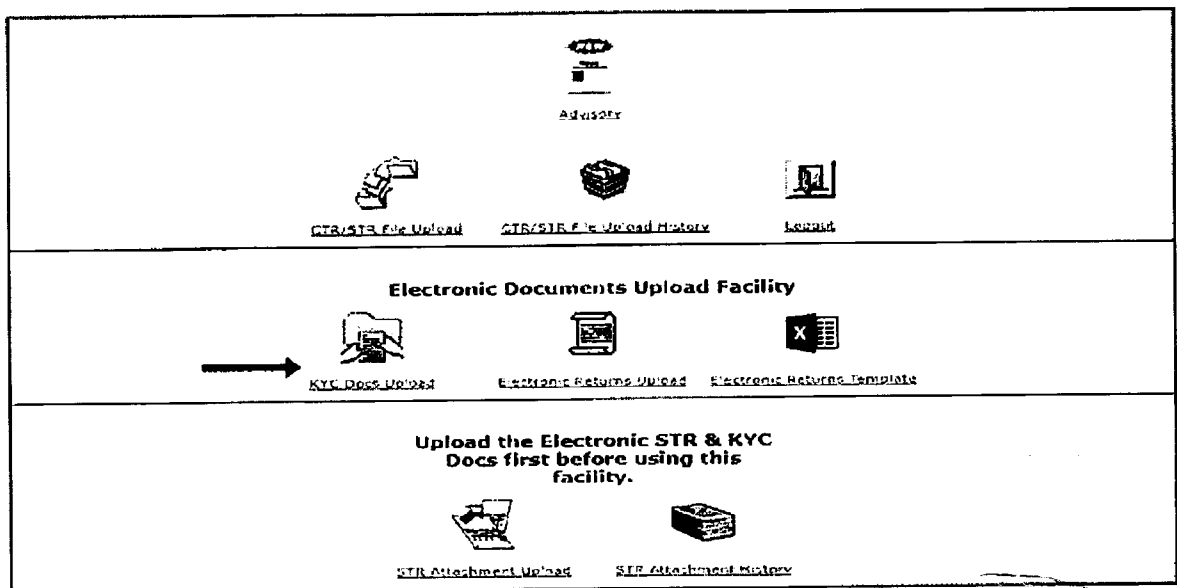 Advisory
CTR/STR File Upload CTR/STR File Upload History Logout
Electronic Documents Upload Facility
KYC Docs Upload Electronic Returns Upload Electronic Returns Template
Upload the Electronic STR & KYC
Docs first before using this
facility.
STR Attachment Upload STR Attachment History